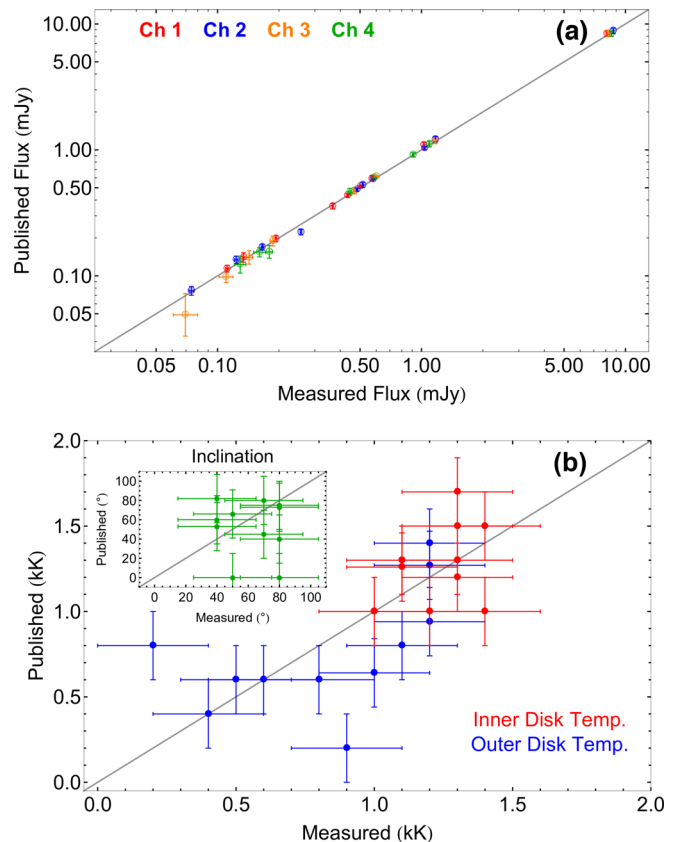 Ch 1 Ch 2 Ch 3 Ch 4 (a)
10.00
5.00
1.00
0.50
0.10
0.05
Published Flux (mJy)
0.05 0.10 0.50 1.00 5.00 10.00
Measured Flux (mJy)
(b)
2.0
1.5
1.0
0.5
0.0
Published (kK)
Inclination
100
80
60
40
20
0
Published (°)
0 20 40 60 80 100
Measured (°)
Inner Disk Temp.
Outer Disk Temp.
0.0 0.5 1.0 1.5 2.0
Measured (kK)